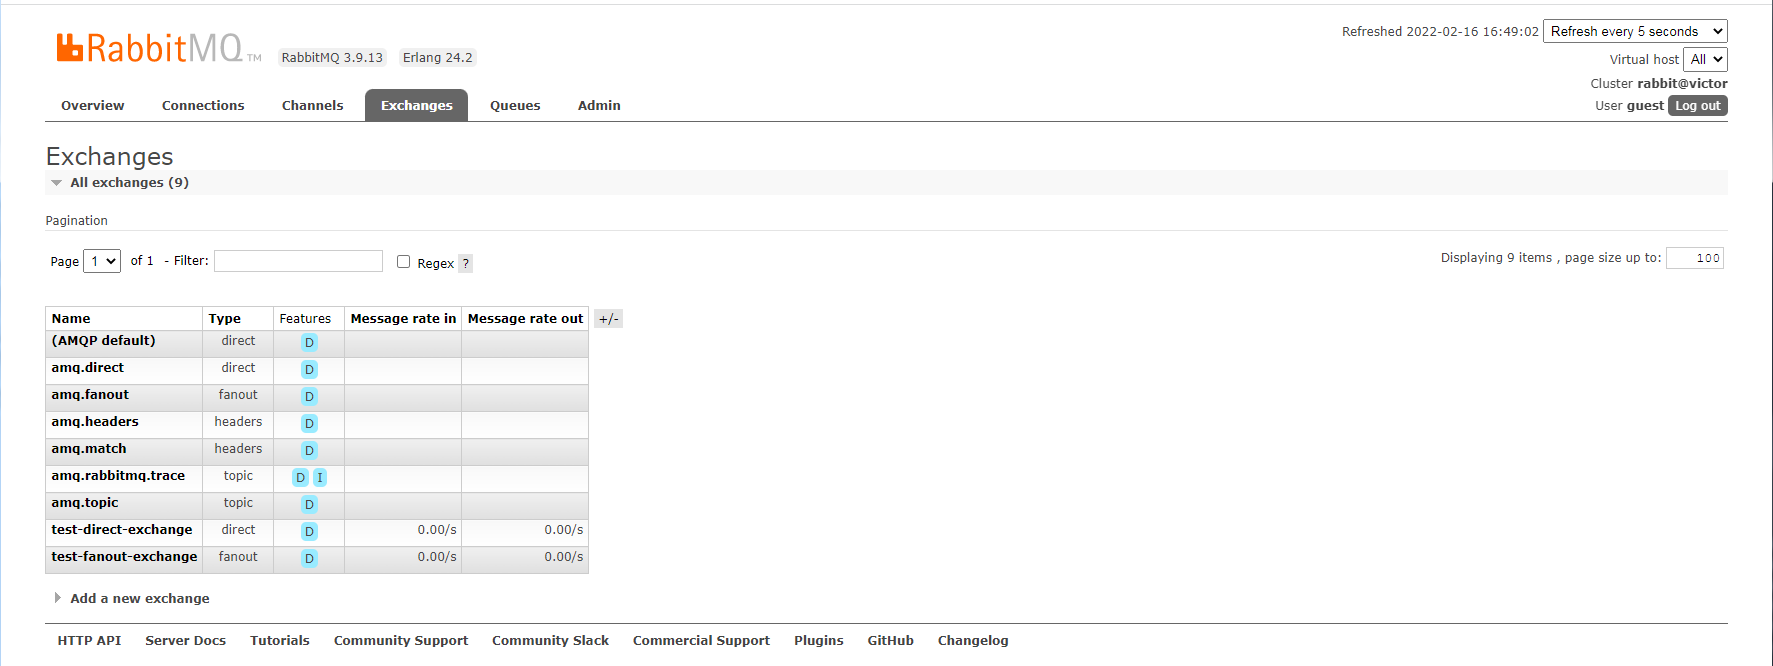 RabbitMQ TM RabbitMQ 3.9.13 Erlang 24.2
Refreshed 2022-02-16 16:49:02 Refresh every 5 seconds
Virtual host All
Cluster rabbit@victor
User guest Log out
Overview Connections Channels Exchanges Queues Admin
Exchanges
All exchanges (9)
Pagination
Page 1 of 1 - Filter: Regex ?
Displaying 9 items , page size up to: 100
Name Type Features Message rate in Message rate out +/-
(AMQP default) direct D
amq.direct direct D
amq.fanout fanout D
amq.headers headers D
amq.match headers D
amq.rabbitmq.trace topic D I
amq.topic topic D
test-direct-exchange direct D 0.00/s 0.00/s
test-fanout-exchange fanout D 0.00/s 0.00/s
Add a new exchange
HTTP API Server Docs Tutorials Community Support Community Slack Commercial Support Plugins GitHub Changelog